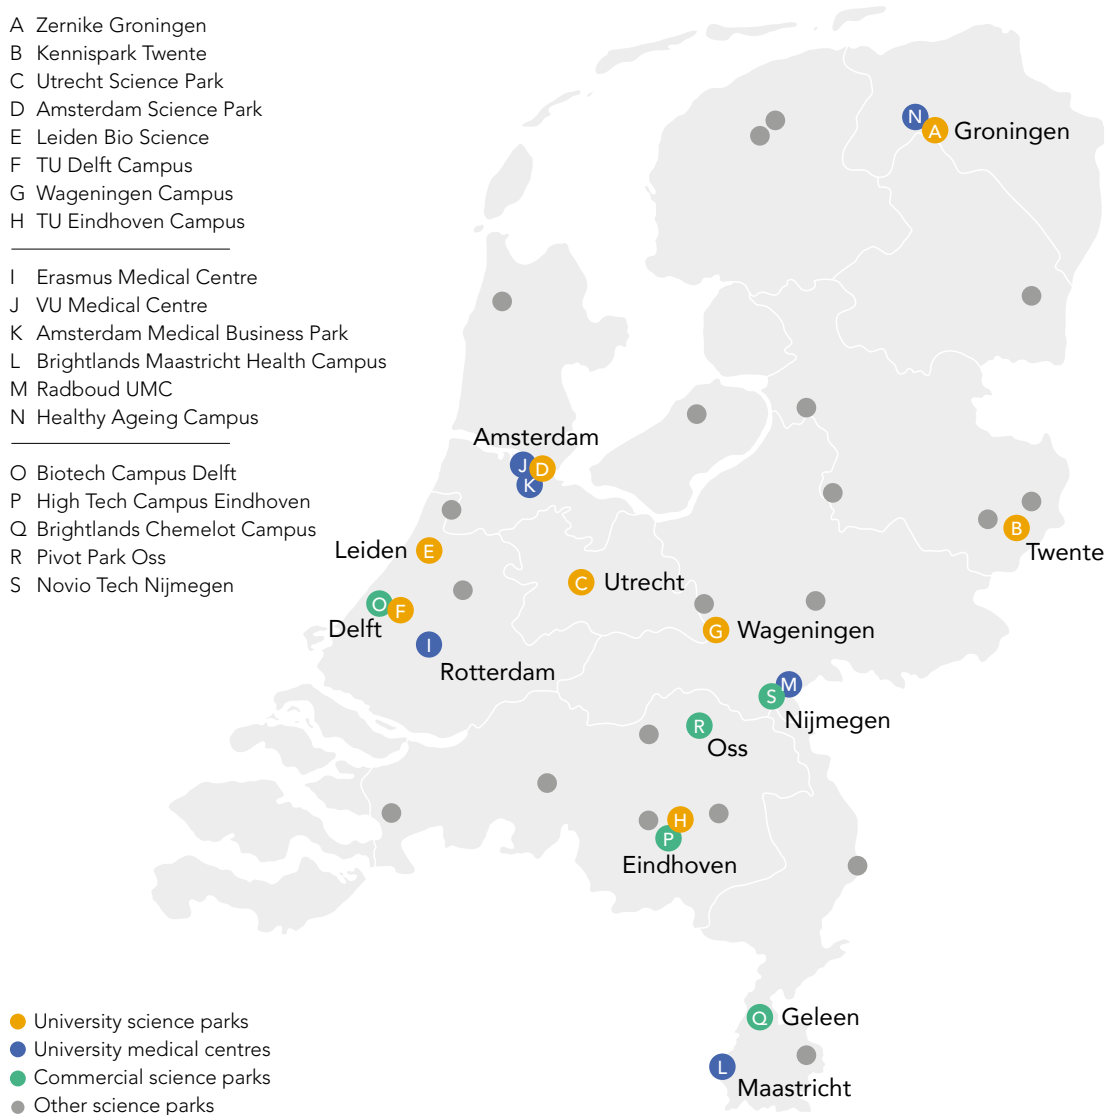 A Zernike Groningen
B Kennispark Twente
C Utrecht Science Park
D Amsterdam Science Park
E Leiden Bio Science
F TU Delft Campus
G Wageningen Campus
H TU Eindhoven Campus
I Erasmus Medical Centre
J VU Medical Centre
K Amsterdam Medical Business Park
L Brightlands Maastricht Health Campus
M Radboud UMC
N Healthy Ageing Campus
O Biotech Campus Delft
P High Tech Campus Eindhoven
Q Brightlands Chemelot Campus
R Pivot Park Oss
S Novio Tech Nijmegen
N
A Groningen
Amsterdam
J D
K
B
Twente
Leiden E
C Utrecht
O F
Delft
G Wageningen
I
Rotterdam
M
S
Nijmegen
R
Oss
H
P
Eindhoven
Q Geleen
L
Maastricht
University science parks
University medical centres
Commercial science parks
Other science parks